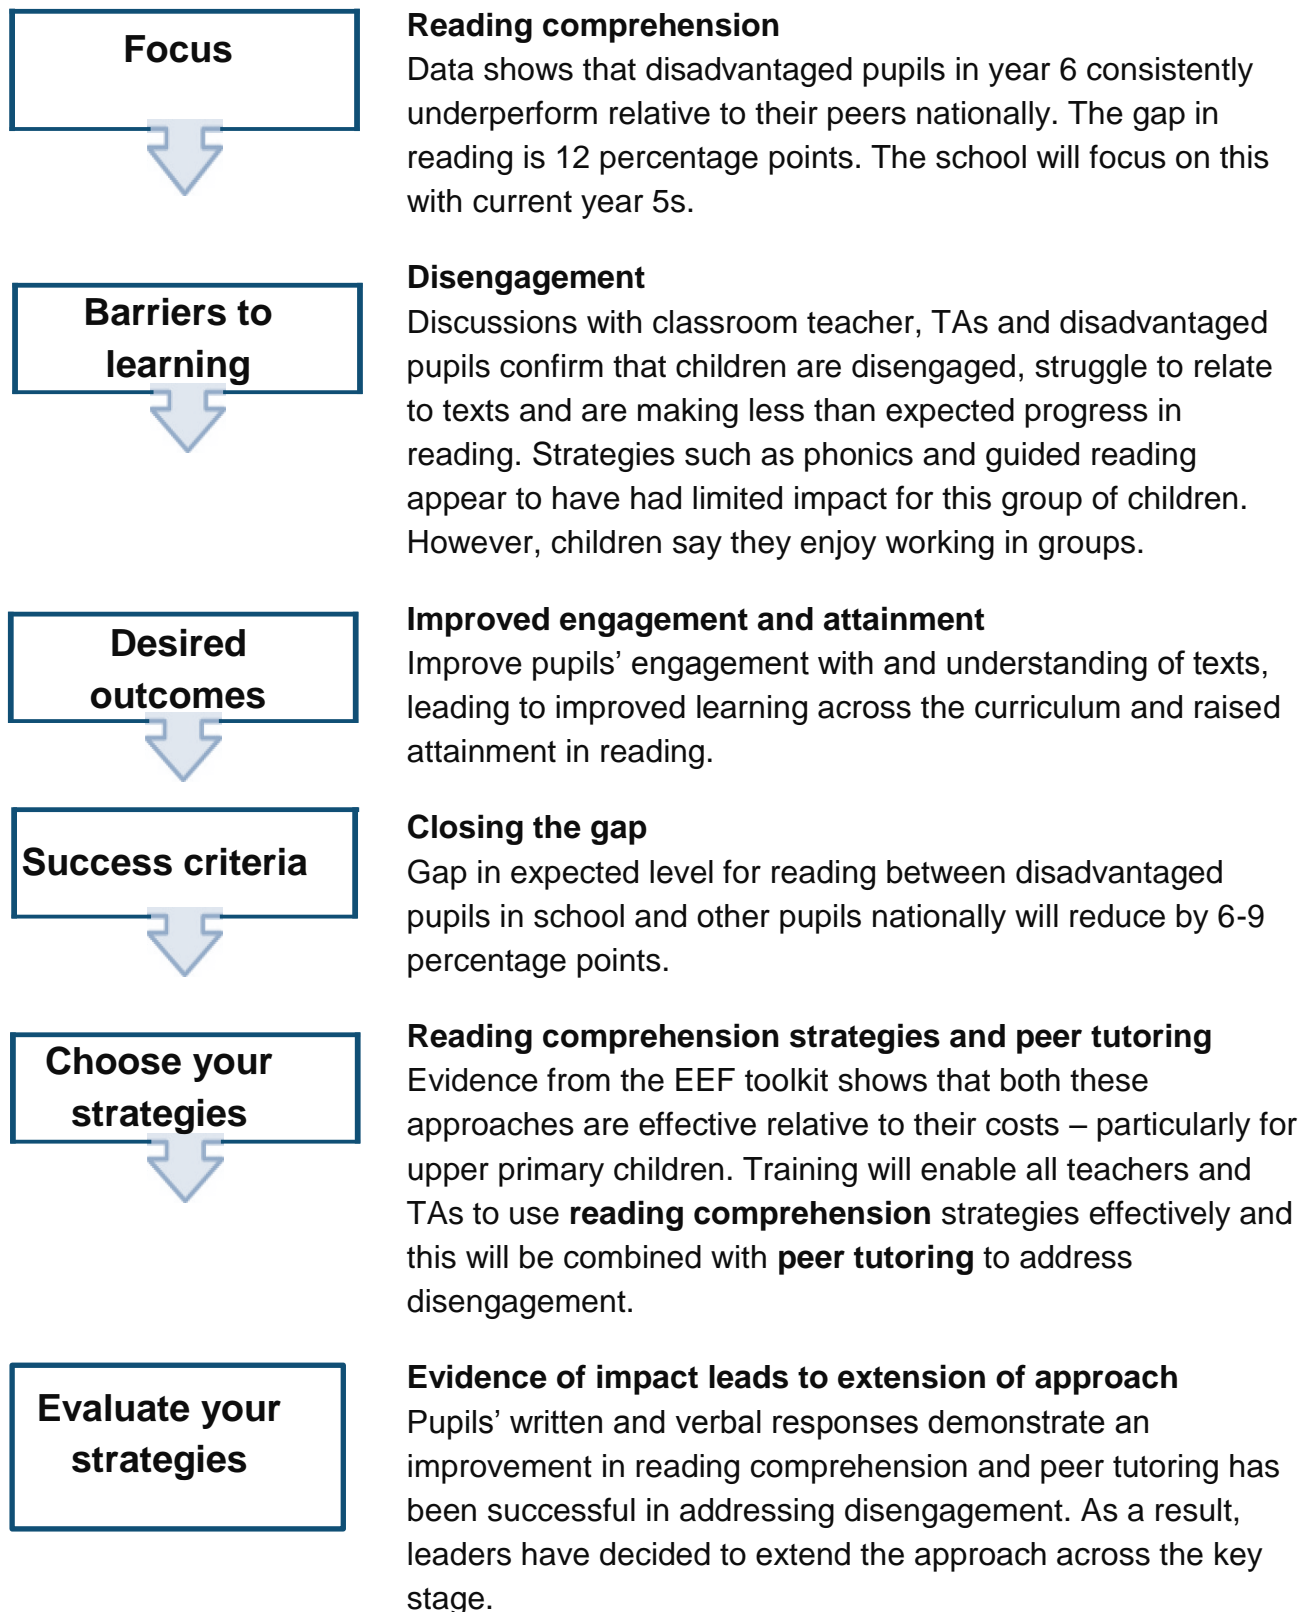 Focus
Reading comprehension
Data shows that disadvantaged pupils in year 6 consistently
underperform relative to their peers nationally. The gap in
reading is 12 percentage points. The school will focus on this
with current year 5s.
Barriers to
learning
Disengagement
Discussions with classroom teacher, TAs and disadvantaged
pupils confirm that children are disengaged, struggle to relate
to texts and are making less than expected progress in
reading. Strategies such as phonics and guided reading
appear to have had limited impact for this group of children.
However, children say they enjoy working in groups.
Desired
outcomes
Improved engagement and attainment
Improve pupils’ engagement with and understanding of texts,
leading to improved learning across the curriculum and raised
attainment in reading.
Success criteria
Closing the gap
Gap in expected level for reading between disadvantaged
pupils in school and other pupils nationally will reduce by 6-9
percentage points.
Choose your
strategies
Reading comprehension strategies and peer tutoring
Evidence from the EEF toolkit shows that both these
approaches are effective relative to their costs – particularly for
upper primary children. Training will enable all teachers and
TAs to use reading comprehension strategies effectively and
this will be combined with peer tutoring to address
disengagement.
Evaluate your
strategies
Evidence of impact leads to extension of approach
Pupils’ written and verbal responses demonstrate an
improvement in reading comprehension and peer tutoring has
been successful in addressing disengagement. As a result,
leaders have decided to extend the approach across the key
stage.